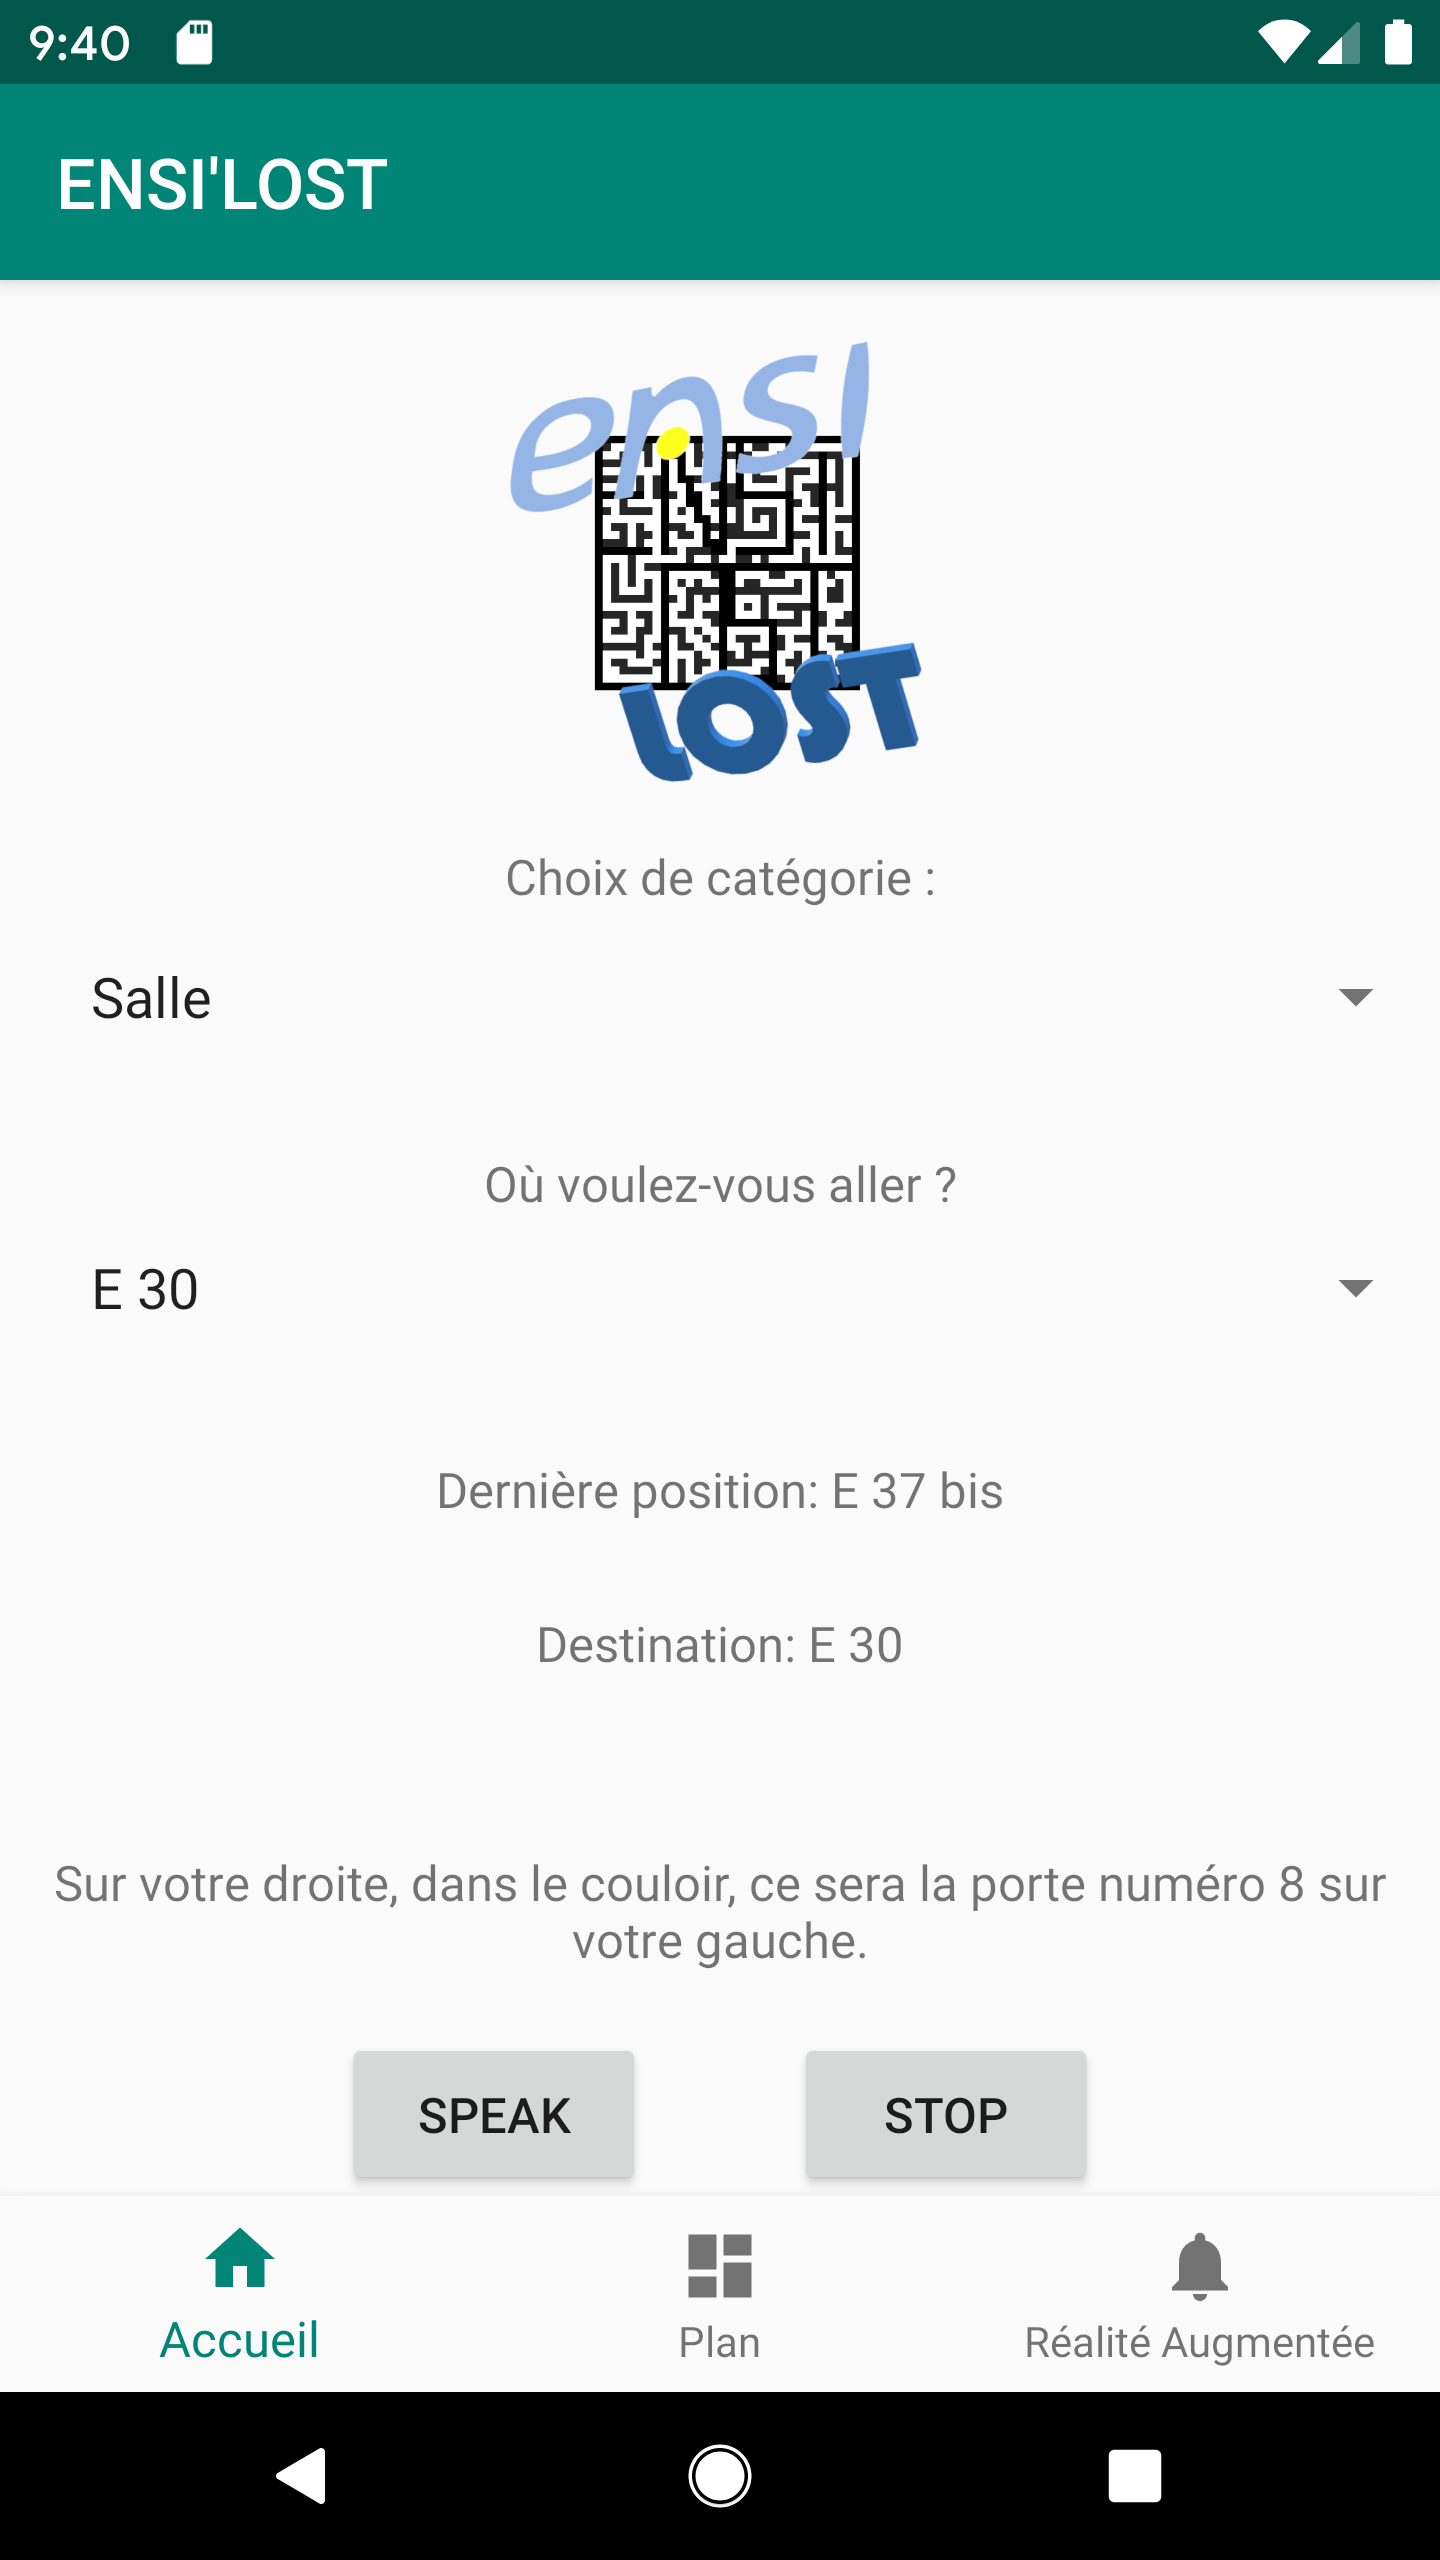 9:40
ENSI'LOST
ensi
LOST
Choix de catégorie :
Salle
Où voulez-vous aller ?
E 30
Dernière position: E 37 bis
Destination: E 30
Sur votre droite, dans le couloir, ce sera la porte numéro 8 sur
votre gauche.
SPEAK STOP
Accueil Plan Réalité Augmentée